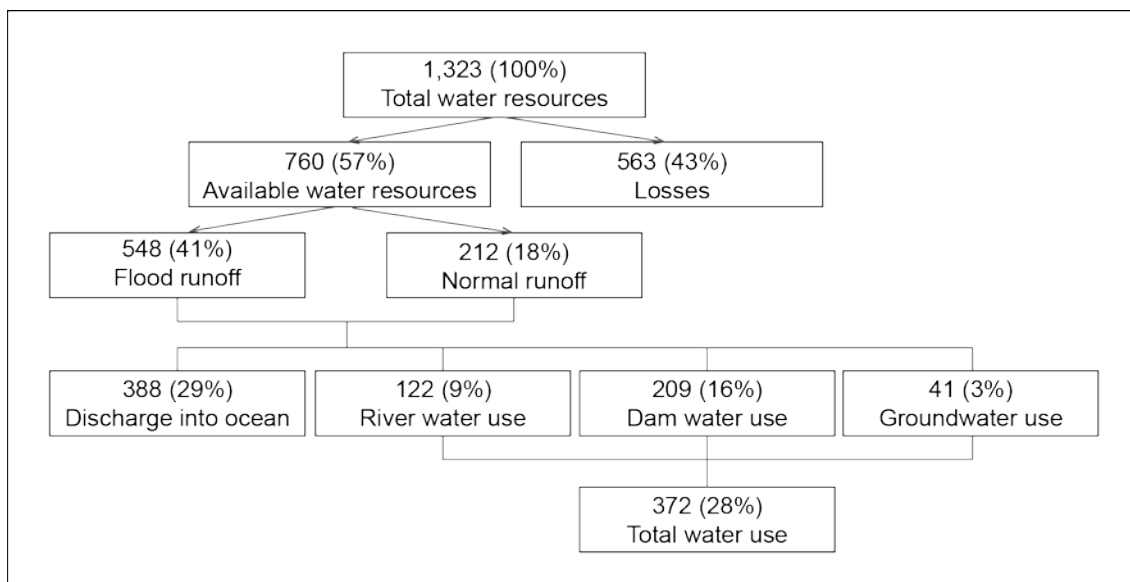 1,323 (100%)
Total water resources
760 (57%)
Available water resources
563 (43%)
Losses
548 (41%)
Flood runoff
212 (18%)
Normal runoff
388 (29%)
Discharge into ocean
122 (9%)
River water use
209 (16%)
Dam water use
41 (3%)
Groundwater use
372 (28%)
Total water use